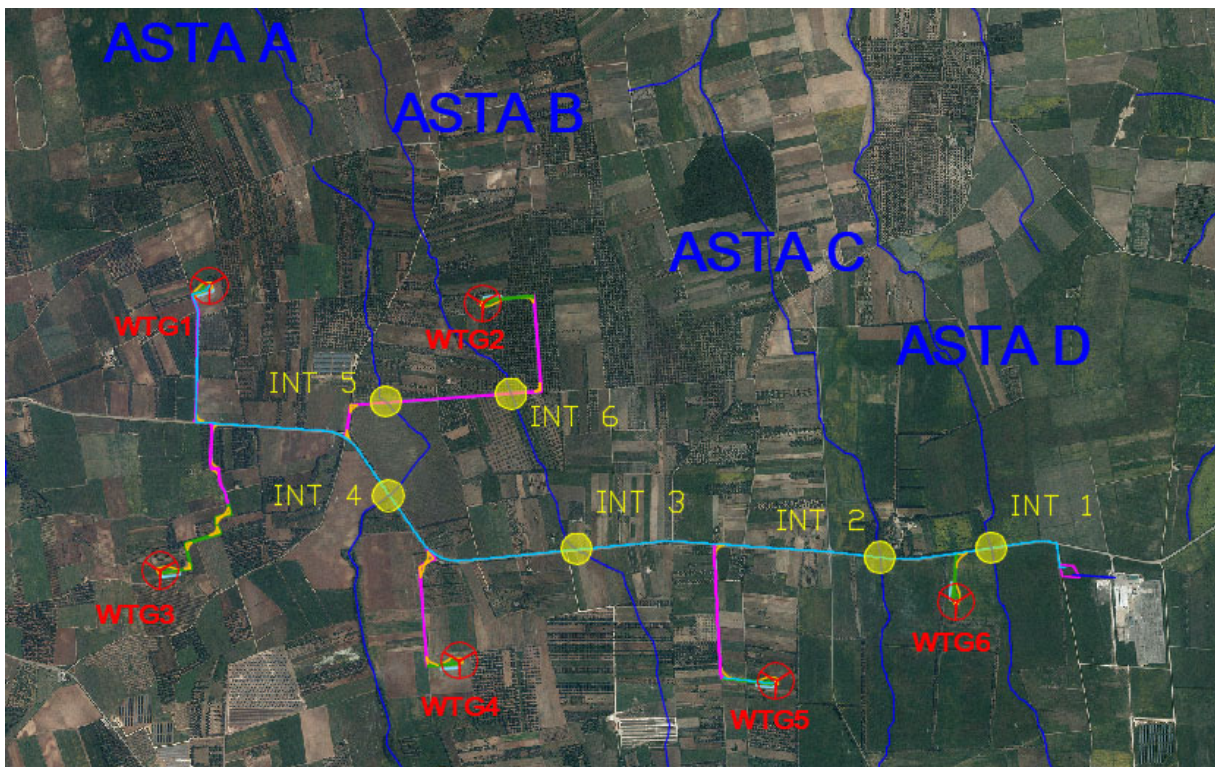 ASTA A
ASTA B
ASTA C
WTG1
WTG2
ASTA D
INT 5
INT 6
INT 4
INT 3
INT 2
INT 1
WTG3
WTG6
WTG4
WTG5